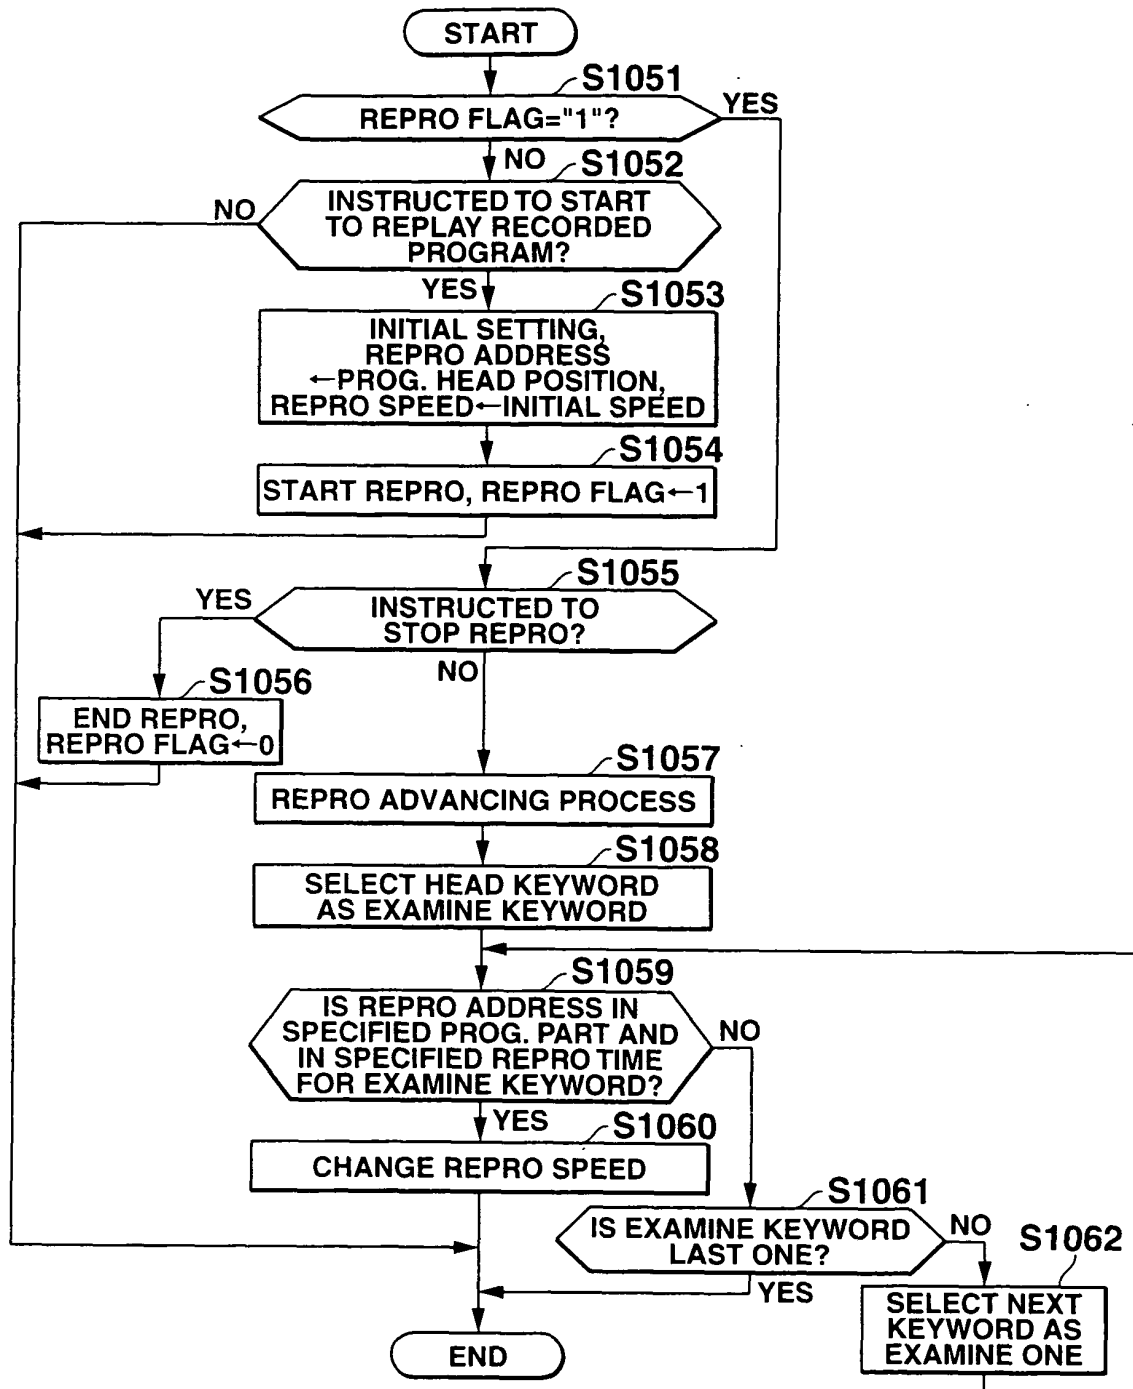 START
S1051
REPRO FLAG="1"?
YES
NO
S1052
INSTRUCTED TO START
TO REPLAY RECORDED
PROGRAM?
NO
YES
S1053
INITIAL SETTING,
REPRO ADDRESS
←PROG. HEAD POSITION,
REPRO SPEED←INITIAL SPEED
S1054
START REPRO, REPRO FLAG←1
S1055
INSTRUCTED TO
STOP REPRO?
YES
NO
S1056
END REPRO,
REPRO FLAG←0
S1057
REPRO ADVANCING PROCESS
S1058
SELECT HEAD KEYWORD
AS EXAMINE KEYWORD
S1059
IS REPRO ADDRESS IN
SPECIFIED PROG. PART AND
IN SPECIFIED REPRO TIME
FOR EXAMINE KEYWORD?
NO
YES
S1060
CHANGE REPRO SPEED
S1061
IS EXAMINE KEYWORD
LAST ONE?
NO
YES
S1062
SELECT NEXT
KEYWORD AS
EXAMINE ONE
END